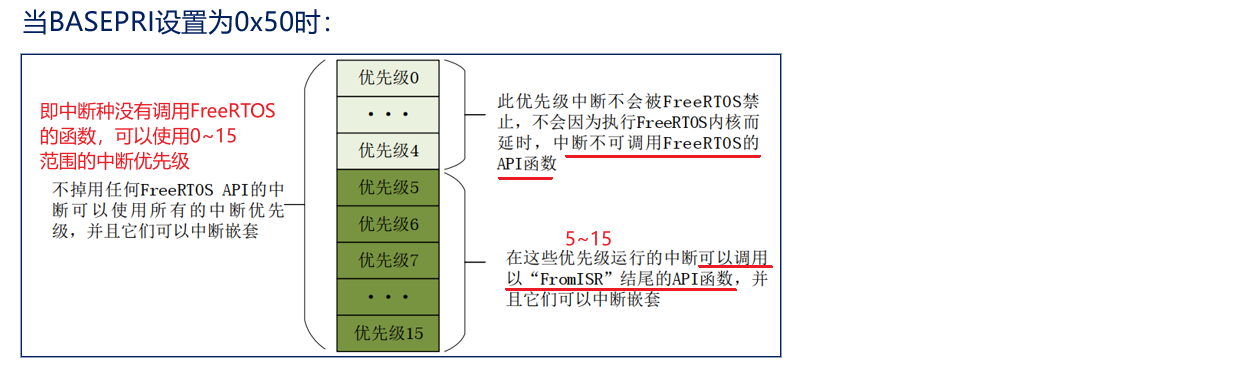 当BASEPRI设置为0x50时：
即中断种没有调用FreeRTOS
的函数，可以使用0~15
范围的中断优先级
不掉用任何FreeRTOS API的中
断可以使用所有的中断优先
级，并且它们可以中断嵌套
优先级0
···
优先级4
优先级5
优先级6
优先级7
···
优先级15
此优先级中断不会被FreeRTOS禁
止，不会因为执行FreeRTOS内核而
延时，中断不可调用FreeRTOS的
API函数
5~15
在这些优先级运行的中断可以调用
以“FromISR”结尾的API函数，并
且它们可以中断嵌套